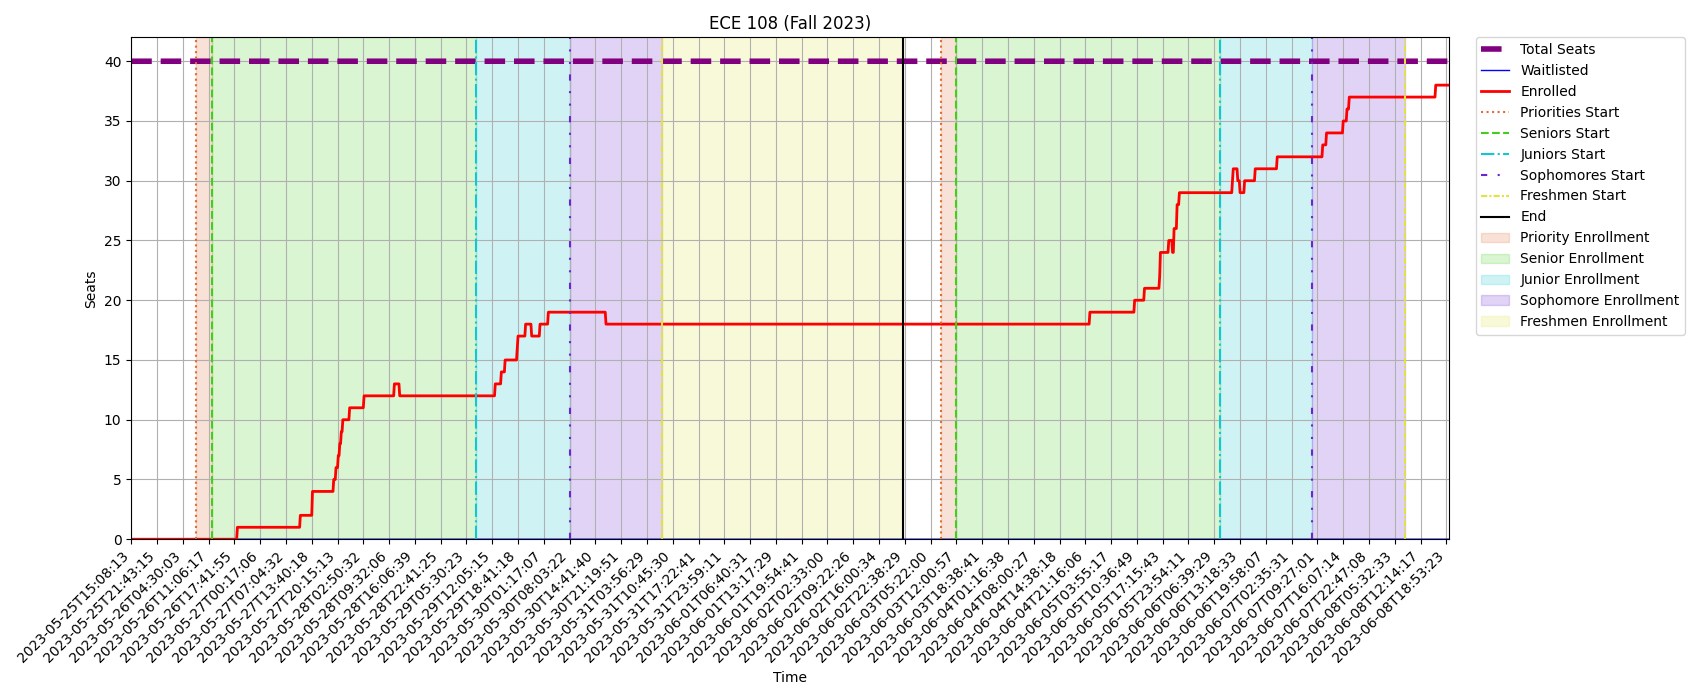 ECE 108 (Fall 2023)
Seats
40
35
30
25
20
15
10
5
0
2023-05-25T15:08:13
2023-05-25T21:43:15
2023-05-26T04:30:03
2023-05-26T11:06:17
2023-05-26T17:41:55
2023-05-27T00:17:06
2023-05-27T07:04:32
2023-05-27T13:40:18
2023-05-27T20:15:13
2023-05-28T02:50:32
2023-05-28T09:32:06
2023-05-28T16:06:39
2023-05-28T22:41:25
2023-05-29T05:30:23
2023-05-29T12:05:15
2023-05-29T18:41:18
2023-05-30T01:17:07
2023-05-30T08:03:22
2023-05-30T14:41:40
2023-05-30T21:19:51
2023-05-31T03:56:29
2023-05-31T10:45:30
2023-05-31T17:22:41
2023-05-31T23:59:11
2023-06-01T06:40:31
2023-06-01T13:17:29
2023-06-01T19:54:41
2023-06-02T02:33:00
2023-06-02T09:22:26
2023-06-02T16:00:34
2023-06-02T22:38:29
2023-06-03T05:22:00
2023-06-03T12:00:57
2023-06-03T18:38:41
2023-06-04T01:16:38
2023-06-04T08:00:27
2023-06-04T14:38:18
2023-06-04T21:16:06
2023-06-05T03:55:17
2023-06-05T10:36:49
2023-06-05T17:15:43
2023-06-05T23:54:11
2023-06-06T06:39:29
2023-06-06T13:18:33
2023-06-06T19:58:07
2023-06-07T02:35:31
2023-06-07T09:27:01
2023-06-07T16:07:14
2023-06-07T22:47:08
2023-06-08T05:32:33
2023-06-08T12:14:17
2023-06-08T18:53:23
Time
Total Seats
Waitlisted
Enrolled
Priorities Start
Seniors Start
Juniors Start
Sophomores Start
Freshmen Start
End
Priority Enrollment
Senior Enrollment
Junior Enrollment
Sophomore Enrollment
Freshmen Enrollment